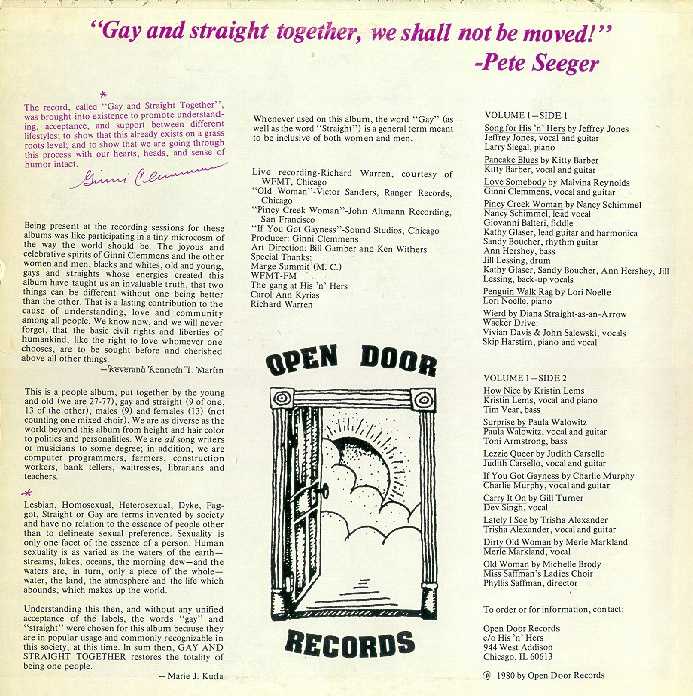 "Gay and straight together, we shall not be moved!"
-Pete Seeger
*
The record, called "Gay and Straight Together",
was brought into existence to promote understand-
ing, acceptance, and support between different
lifestyles; to show that this already exists on a grass
roots level; and to show that we are going through
this process with our hearts, heads, and sense of
humor intact.
Ginni Clemmens
Being present at the recording sessions for these
albums was like participating in a tiny microcosm of
the way the world should be. The joyous and
celebrative spirits of Ginni Clemmens and the other
women and men, blacks and whites, old and young,
gays and straights whose energies created this
album have taught us an invaluable truth, that two
things can be different without one being better
than the other. That is a lasting contribution to the
cause of understanding, love and community
among all people. We know now, and we will never
forget, that the basic civil rights and liberties of
humankind, like the right to love whomever one
chooses, are to be sought before and cherished
above all other things.
—Reverand Kenneth T. Martin
This is a people album, put together by the young
and old (we are 27-77), gay and straight (9 of one,
13 of the other), males (9) and females (13) (not
counting one mixed choir). We are as diverse as the
world beyond this album from height and hair color
to politics and personalities. We are all song writers
or musicians to some degree; in addition, we are
computer programmers, farmers, construction
workers, bank tellers, waitresses, librarians and
teachers.
*
Lesbian, Homosexual, Heterosexual, Dyke, Fag-
got, Straight or Gay are terms invented by society
and have no relation to the essence of people other
than to delineate sexual preference. Sexuality is
only one facet of the essence of a person. Human
sexuality is as varied as the waters of the earth—
streams, lakes, oceans, the morning dew—and the
waters are, in turn, only a piece of the whole—
water, the land, the atmosphere and the life which
abounds, which makes up the world.
Understanding this then, and without any unified
acceptance of the labels, the words "gay" and
"straight" were chosen for this album because they
are in popular usage and commonly recognizable in
this society, at this time. In sum then, GAY AND
STRAIGHT TOGETHER restores the totality of
being one people.
— Marie J. Kuda
Whenever used on this album, the word "Gay" (as
well as the word "Straight") is a general term meant
to be inclusive of both women and men.
Live recording-Richard Warren, courtesy of
WFMT, Chicago
"Old Woman"-Victor Sanders, Ranger Records,
Chicago
"Piney Creek Woman"-John Altmann Recording,
San Francisco
"If You Got Gayness"-Sound Studios, Chicago
Producer: Ginni Clemmens
Art Direction: Bill Gamber and Ken Withers
Special Thanks:
Marge Summit (M. C.)
WFMT-FM
The gang at His 'n' Hers
Carol Ann Kyrias
Richard Warren
OPEN DOOR
RECORDS
VOLUME I—SIDE 1
Song for His 'n' Hers by Jeffrey Jones
Jeffrey Jones, vocal and guitar
Larry Siegal, piano
Pancake Blues by Kitty Barber
Kitty Barber, vocal and guitar
Love Somebody by Malvina Reynolds
Ginni Clemmens, vocal and guitar
Piney Creek Woman by Nancy Schimmel
Nancy Schimmel, lead vocal
Giovanni Balteri, fiddle
Kathy Glaser, lead guitar and harmonica
Sandy Boucher, rhythm guitar
Ann Hershey, bass
Jill Lessing, drum
Kathy Glaser, Sandy Boucher, Ann Hershey, Jill
Lessing, back-up vocals
Penguin Walk Rag by Lori Noelle
Lori Noelle, piano
Wierd by Diana Straight-as-an-Arrow
Wacker Drive
Vivian Davis & John Salewski, vocals
Skip Harstirn, piano and vocal
VOLUME 1—SIDE 2
How Nice by Kristin Lems
Kristin Lems, vocal and piano
Tim Vear, bass
Surprise by Paula Walowitz
Paula Walowitz, vocal and guitar
Toni Armstrong, bass
Lezzie Queer by Judith Carsello
Judith Carsello, vocal and guitar
If You Got Gayness by Charlie Murphy
Charlie Murphy, vocal and guitar
Carry It On by Gill Turner
Dev Singh, vocal
Lately I See by Trisha Alexander
Trisha Alexander, vocal and guitar
Dirty Old Woman by Merle Markland
Merle Markland, vocal
Old Woman by Michelle Brody
Miss Saffman's Ladies Choir
Phyllis Saffman, director
To order or for information, contact:
Open Door Records
c/o His 'n' Hers
944 West Addison
Chicago, IL 60613
℗ 1980 by Open Door Records